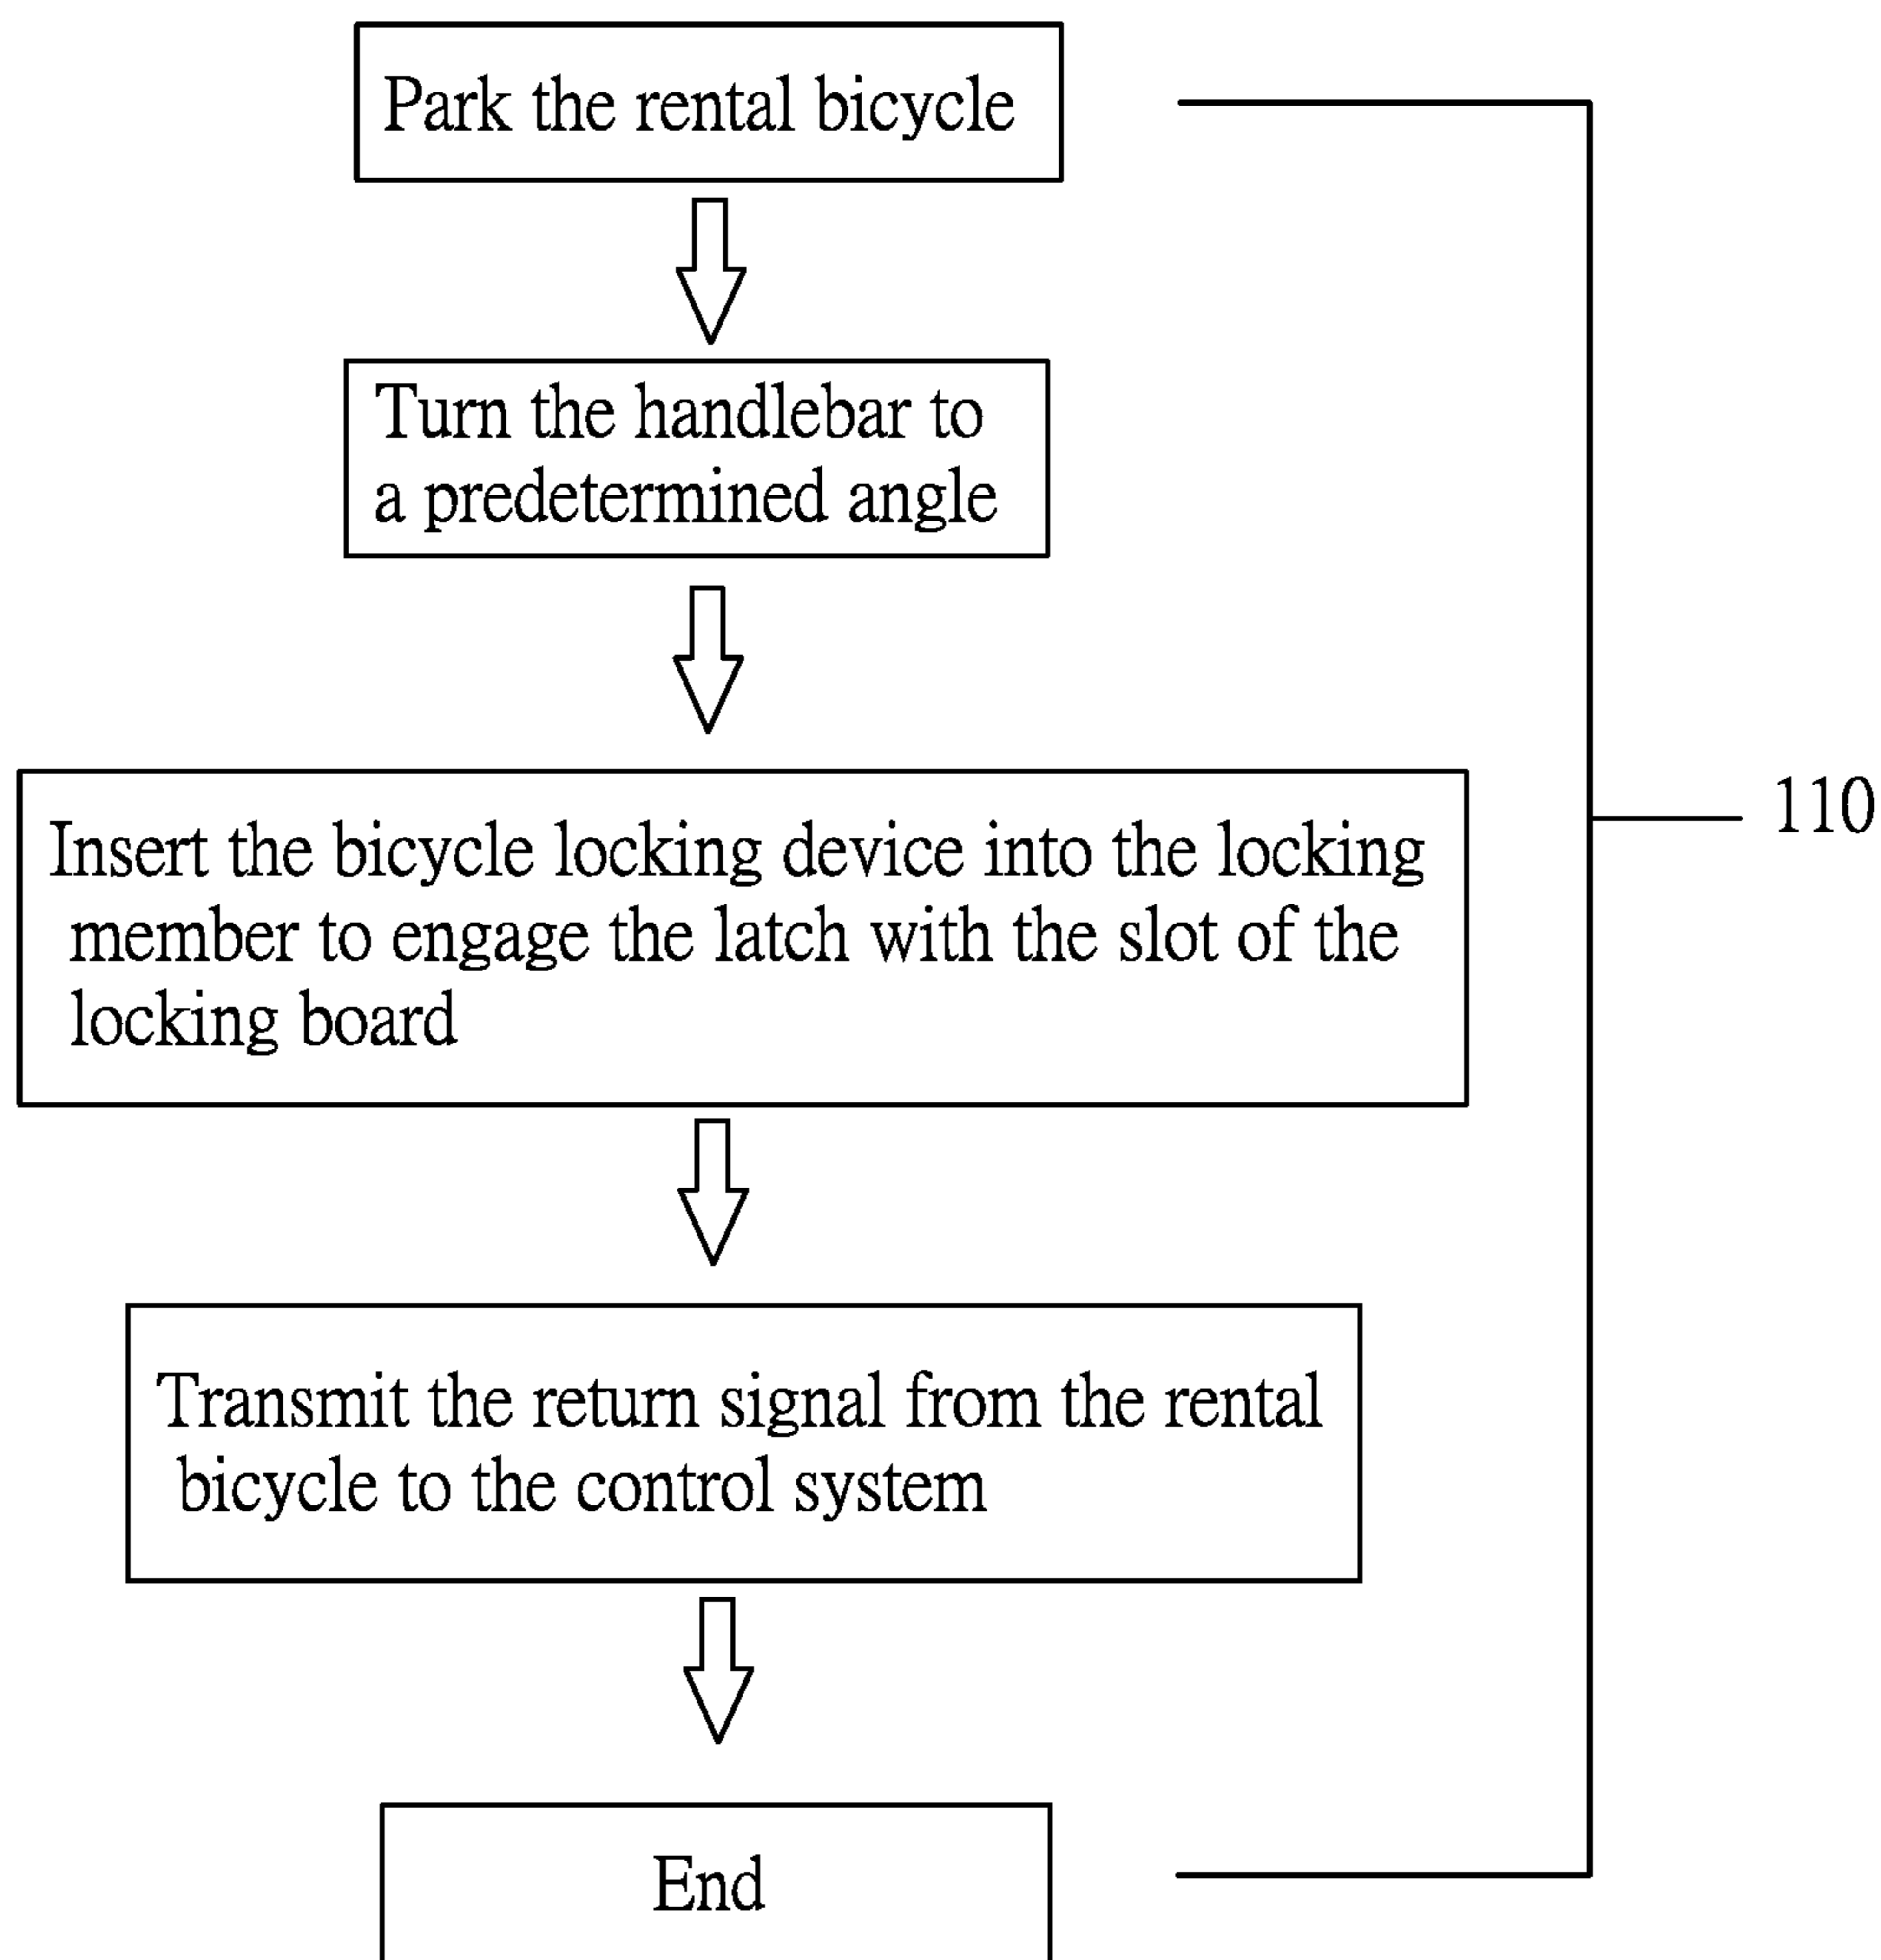 Park the rental bicycle
Turn the handlebar to
a predetermined angle
Insert the bicycle locking device into the locking
member to engage the latch with the slot of the
locking board
110
Transmit the return signal from the rental
bicycle to the control system
End